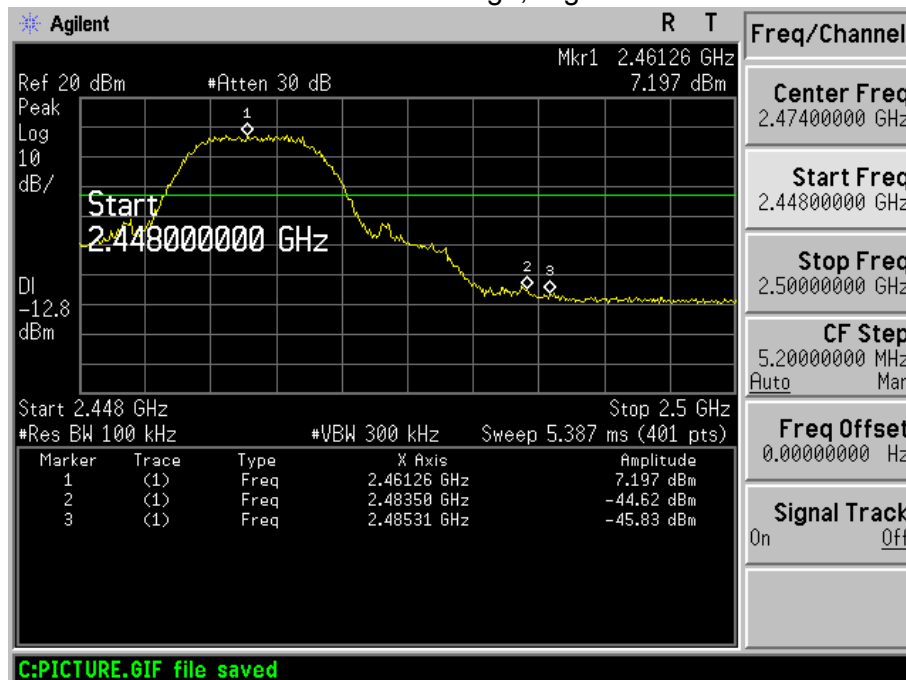 Agilent R T
Mkr1 2.46126 GHz
Ref 20 dBm #Atten 30 dB 7.197 dBm
Peak
Log
10
dB/
1
Start
2.448000000 GHz
2 3
DI
-12.8
dBm
Start 2.448 GHz Stop 2.5 GHz
#Res BW 100 kHz #VBW 300 kHz Sweep 5.387 ms (401 pts)
Marker Trace Type X Axis Amplitude
1 (1) Freq 2.46126 GHz 7.197 dBm
2 (1) Freq 2.48350 GHz -44.62 dBm
3 (1) Freq 2.48531 GHz -45.83 dBm
C:PICTURE.GIF file saved
Freq/Channel
Center Freq
2.47400000 GHz
Start Freq
2.44800000 GHz
Stop Freq
2.50000000 GHz
CF Step
5.20000000 MHz
Auto Man
Freq Offset
0.00000000 Hz
Signal Track
On Off